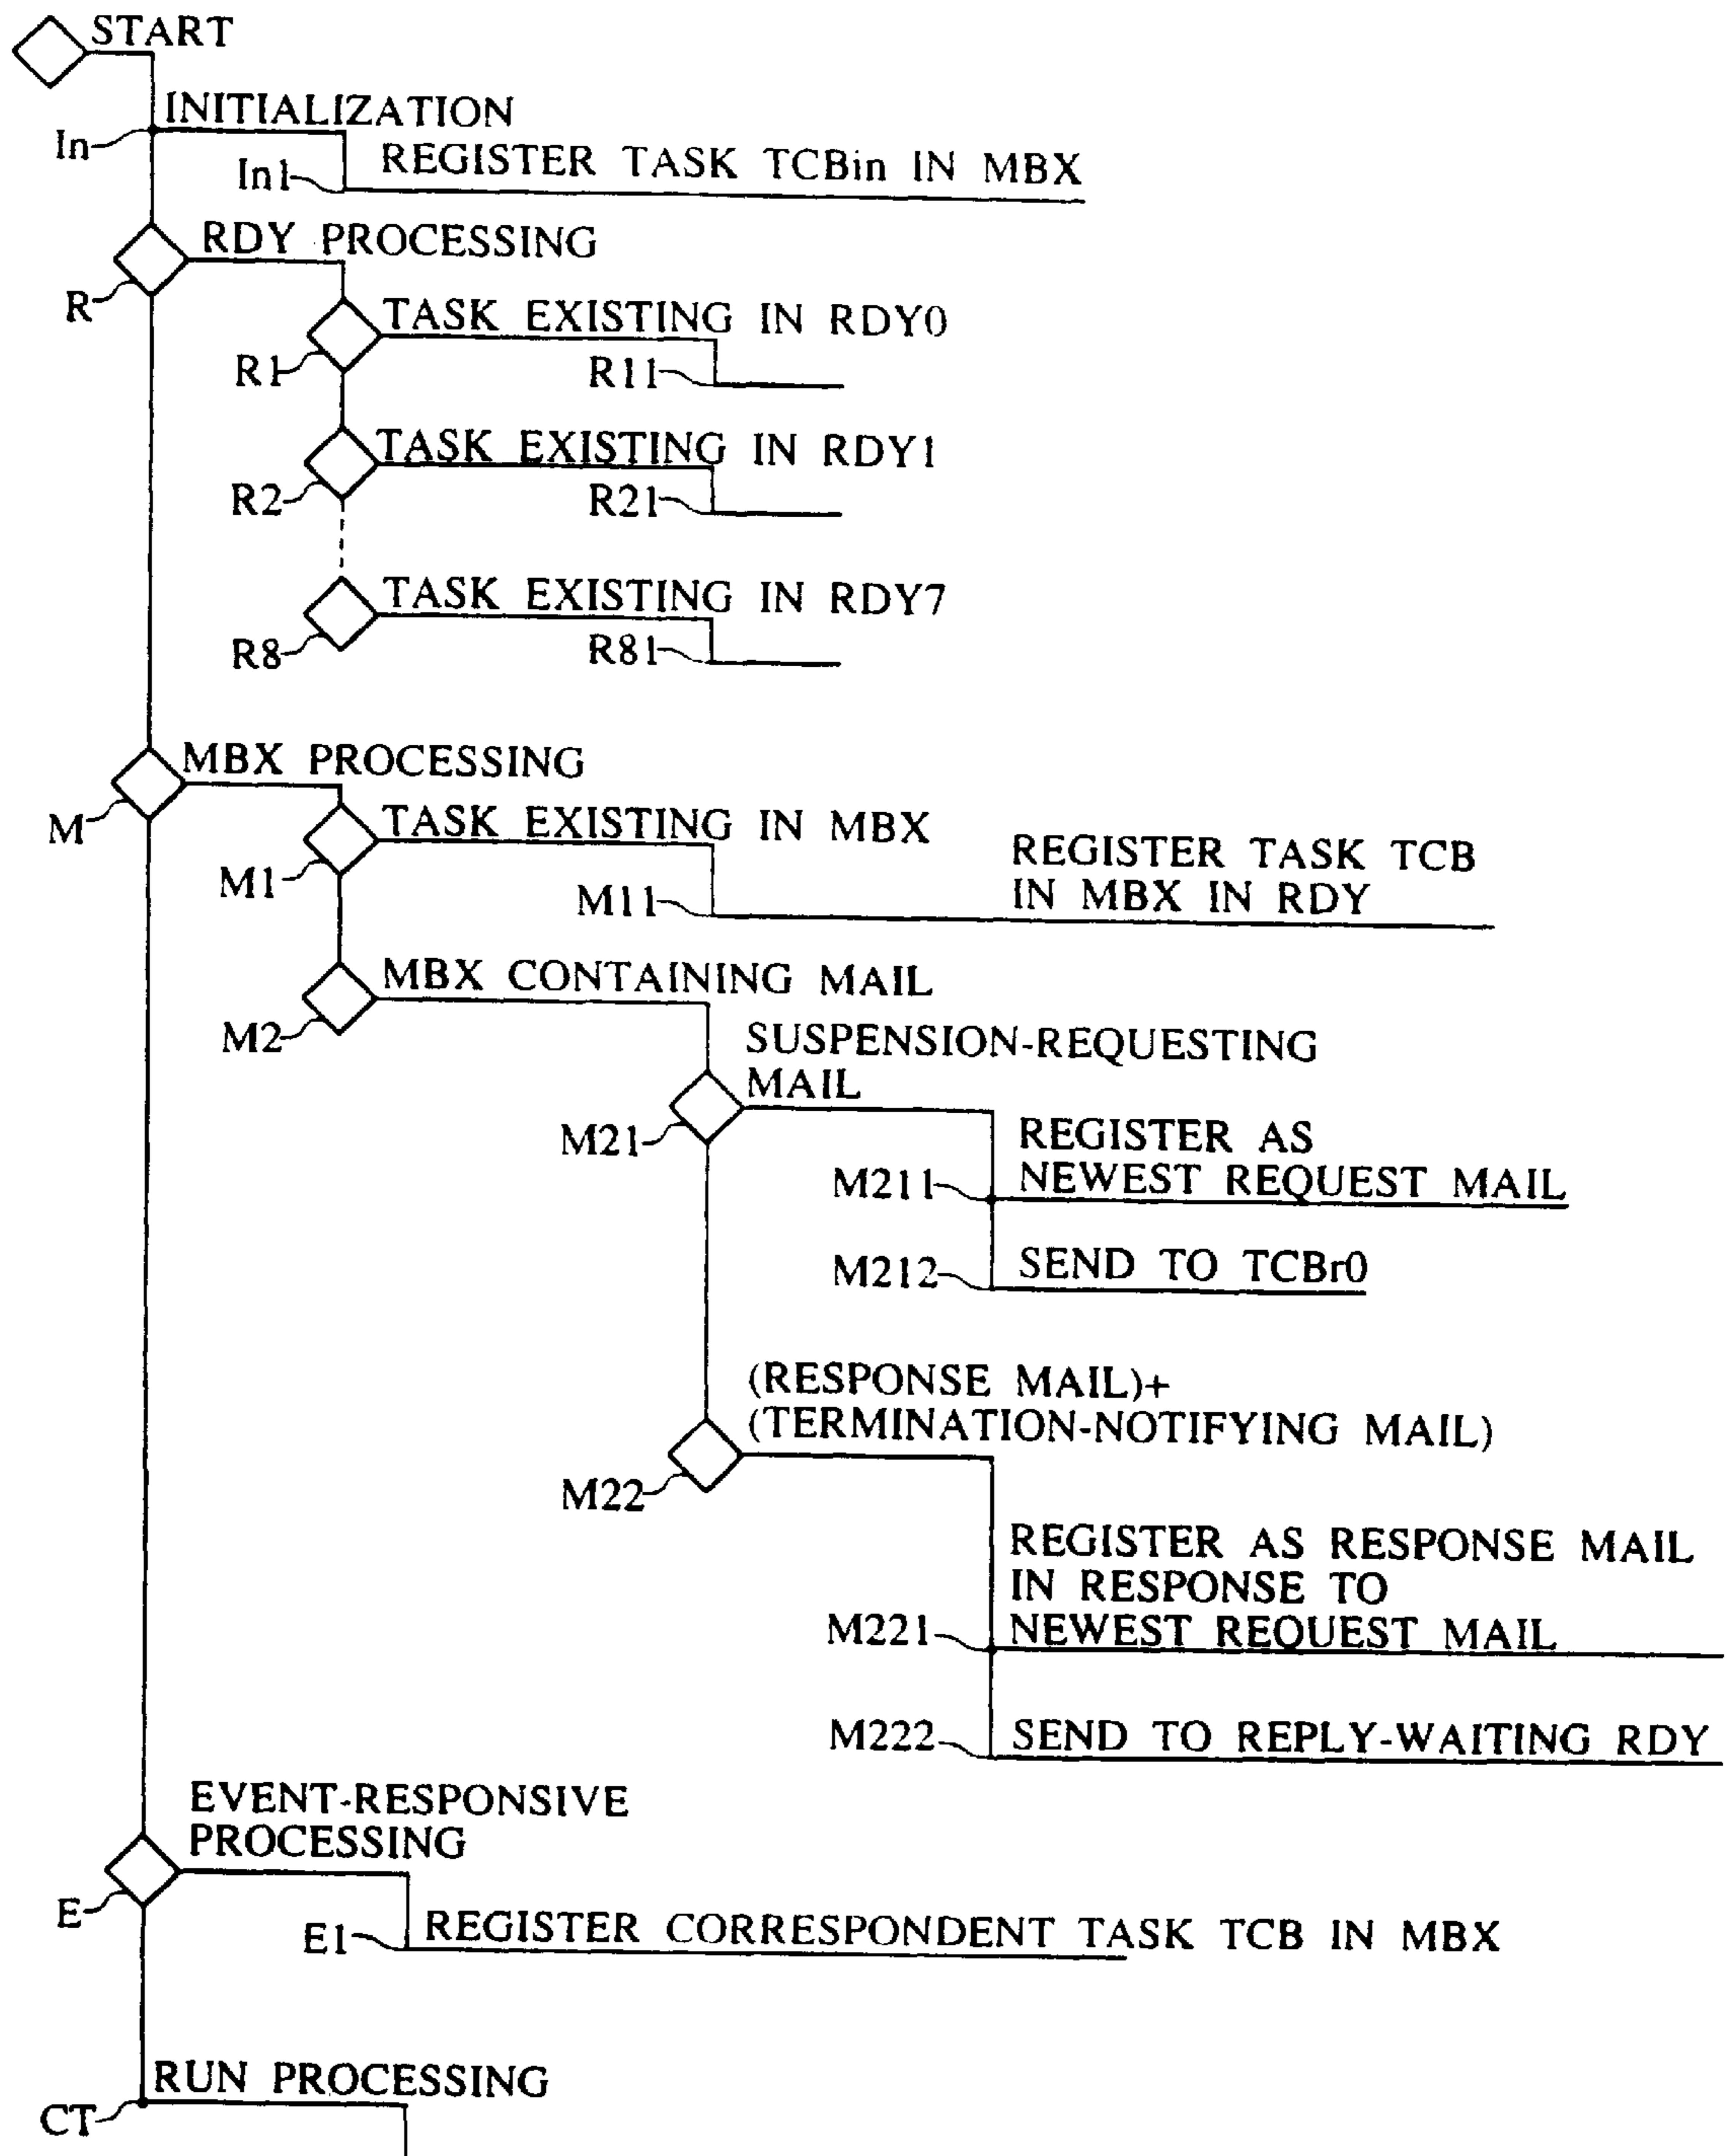 START
INITIALIZATION
In
REGISTER TASK TCBin IN MBX
In1
RDY PROCESSING
R
TASK EXISTING IN RDY0
R1
R11
TASK EXISTING IN RDY1
R2
R21
TASK EXISTING IN RDY7
R8
R81
MBX PROCESSING
M
TASK EXISTING IN MBX
M1
REGISTER TASK TCB
IN MBX IN RDY
M11
MBX CONTAINING MAIL
M2
SUSPENSION-REQUESTING
MAIL
M21
REGISTER AS
NEWEST REQUEST MAIL
M211
SEND TO TCBr0
M212
(RESPONSE MAIL)+
(TERMINATION-NOTIFYING MAIL)
M22
REGISTER AS RESPONSE MAIL
IN RESPONSE TO
NEWEST REQUEST MAIL
M221
SEND TO REPLY-WAITING RDY
M222
EVENT-RESPONSIVE
PROCESSING
E
REGISTER CORRESPONDENT TASK TCB IN MBX
E1
RUN PROCESSING
CT